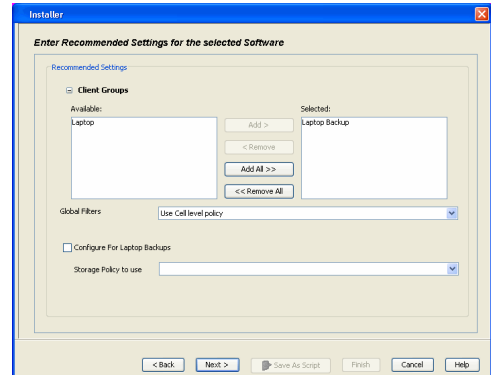 Installer
Enter Recommended Settings for the selected Software
Recommended Settings
Client Groups
Available:
Selected:
Laptop
Laptop Backup
Add >
< Remove
Add All >>
<< Remove All
Global Filters
Use Cell level policy
Configure For Laptop Backups
Storage Policy to use
< Back
Next >
Save As Script
Finish
Cancel
Help